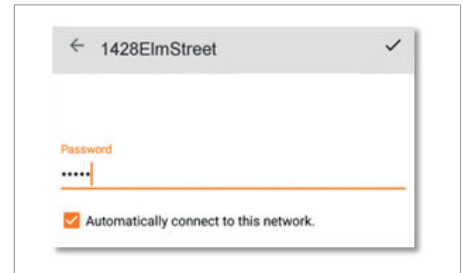 1428ElmStreet
Password
•••••
Automatically connect to this network.